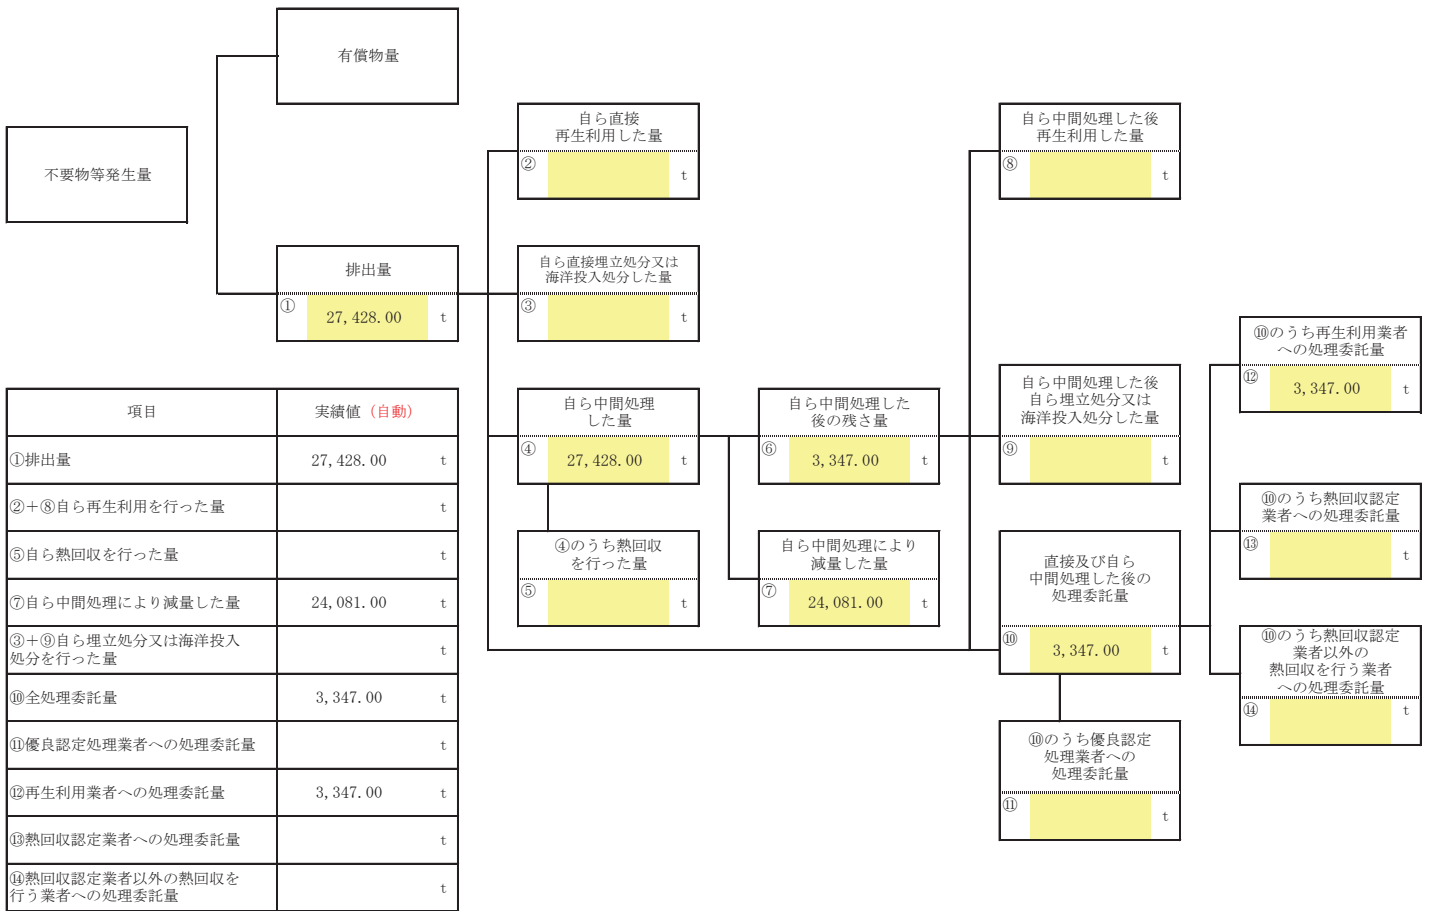 有償物量
不要物等発生量
排出量
① 27,428.00 t
自ら直接
再生利用した量
② t
自ら直接埋立処分又は
海洋投入処分した量
③ t
自ら中間処理
した量
④ 27,428.00 t
④のうち熱回収
を行った量
⑤ t
自ら中間処理した
後の残さ量
⑥ 3,347.00 t
自ら中間処理により
減量した量
⑦ 24,081.00 t
自ら中間処理した後
再生利用した量
⑧ t
自ら中間処理した後
自ら埋立処分又は
海洋投入処分した量
⑨ t
直接及び自ら
中間処理した後の
処理委託量
⑩ 3,347.00 t
⑩のうち優良認定
処理業者への
処理委託量
⑪ t
⑩のうち再生利用業者
への処理委託量
⑫ 3,347.00 t
⑩のうち熱回収認定
業者への処理委託量
⑬ t
⑩のうち熱回収認定
業者以外の
熱回収を行う業者
への処理委託量
⑭ t
項目 実績値（自動）
①排出量 27,428.00 t
②＋⑧自ら再生利用を行った量 t
⑤自ら熱回収を行った量 t
⑦自ら中間処理により減量した量 24,081.00 t
③＋⑨自ら埋立処分又は海洋投入
処分を行った量 t
⑩全処理委託量 3,347.00 t
⑪優良認定処理業者への処理委託量 t
⑫再生利用業者への処理委託量 3,347.00 t
⑬熱回収認定業者への処理委託量 t
⑭熱回収認定業者以外の熱回収を
行う業者への処理委託量 t